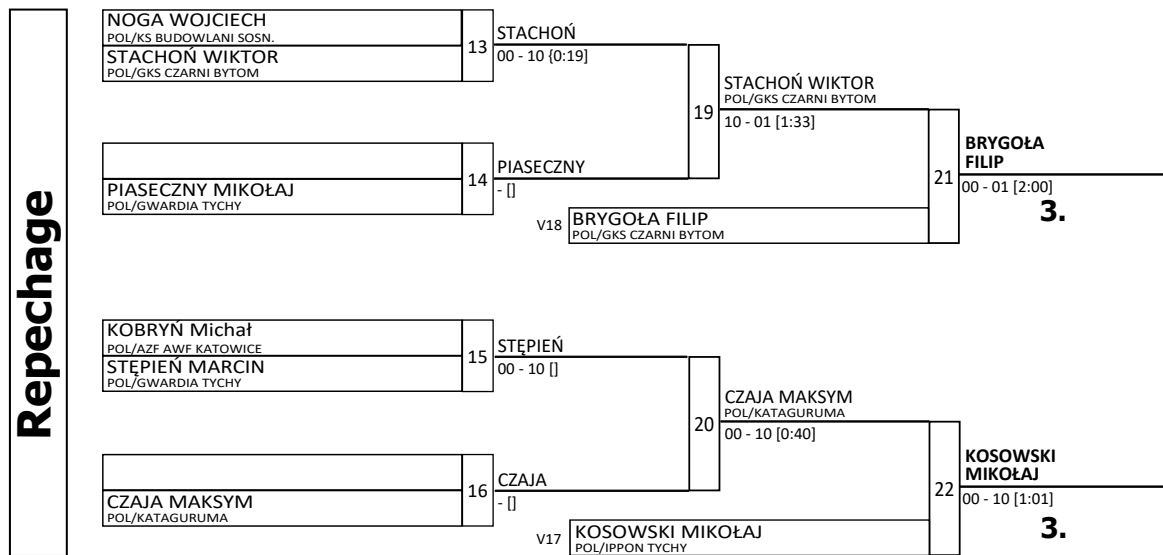 Repechage
NOGA WOJCIECH
POL/KS BUDOWLANI SOSN.
STACHOŃ WIKTOR
POL/GKS CZARNI BYTOM
13
STACHOŃ
00 - 10 {0:19]
PIASECZNY MIKOŁAJ
POL/GWARDIA TYCHY
14
PIASECZNY
- []
19
STACHOŃ WIKTOR
POL/GKS CZARNI BYTOM
10 - 01 [1:33]
V18
BRYGOŁA FILIP
POL/GKS CZARNI BYTOM
21
BRYGOŁA
FILIP
00 - 01 [2:00]
3.
KOBRYŃ Michał
POL/AZF AWF KATOWICE
STĘPIEŃ MARCIN
POL/GWARDIA TYCHY
15
STĘPIEŃ
00 - 10 []
CZAJA MAKSYM
POL/KATAGURUMA
16
CZAJA
- []
20
CZAJA MAKSYM
POL/KATAGURUMA
00 - 10 [0:40]
V17
KOSOWSKI MIKOŁAJ
POL/IPPON TYCHY
22
KOSOWSKI
MIKOŁAJ
00 - 10 [1:01]
3.